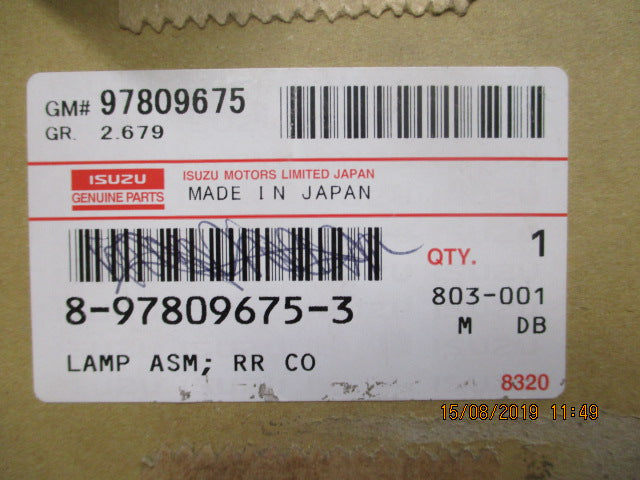 GM# 97809675
GR. 2.679
ISUZU
GENUINE PARTS
ISUZU MOTORS LIMITED JAPAN
MADE IN JAPAN
QTY. 1
8-97809675-3
803-001
M DB
LAMP ASM; RR CO
8320
15/08/2019 11:49